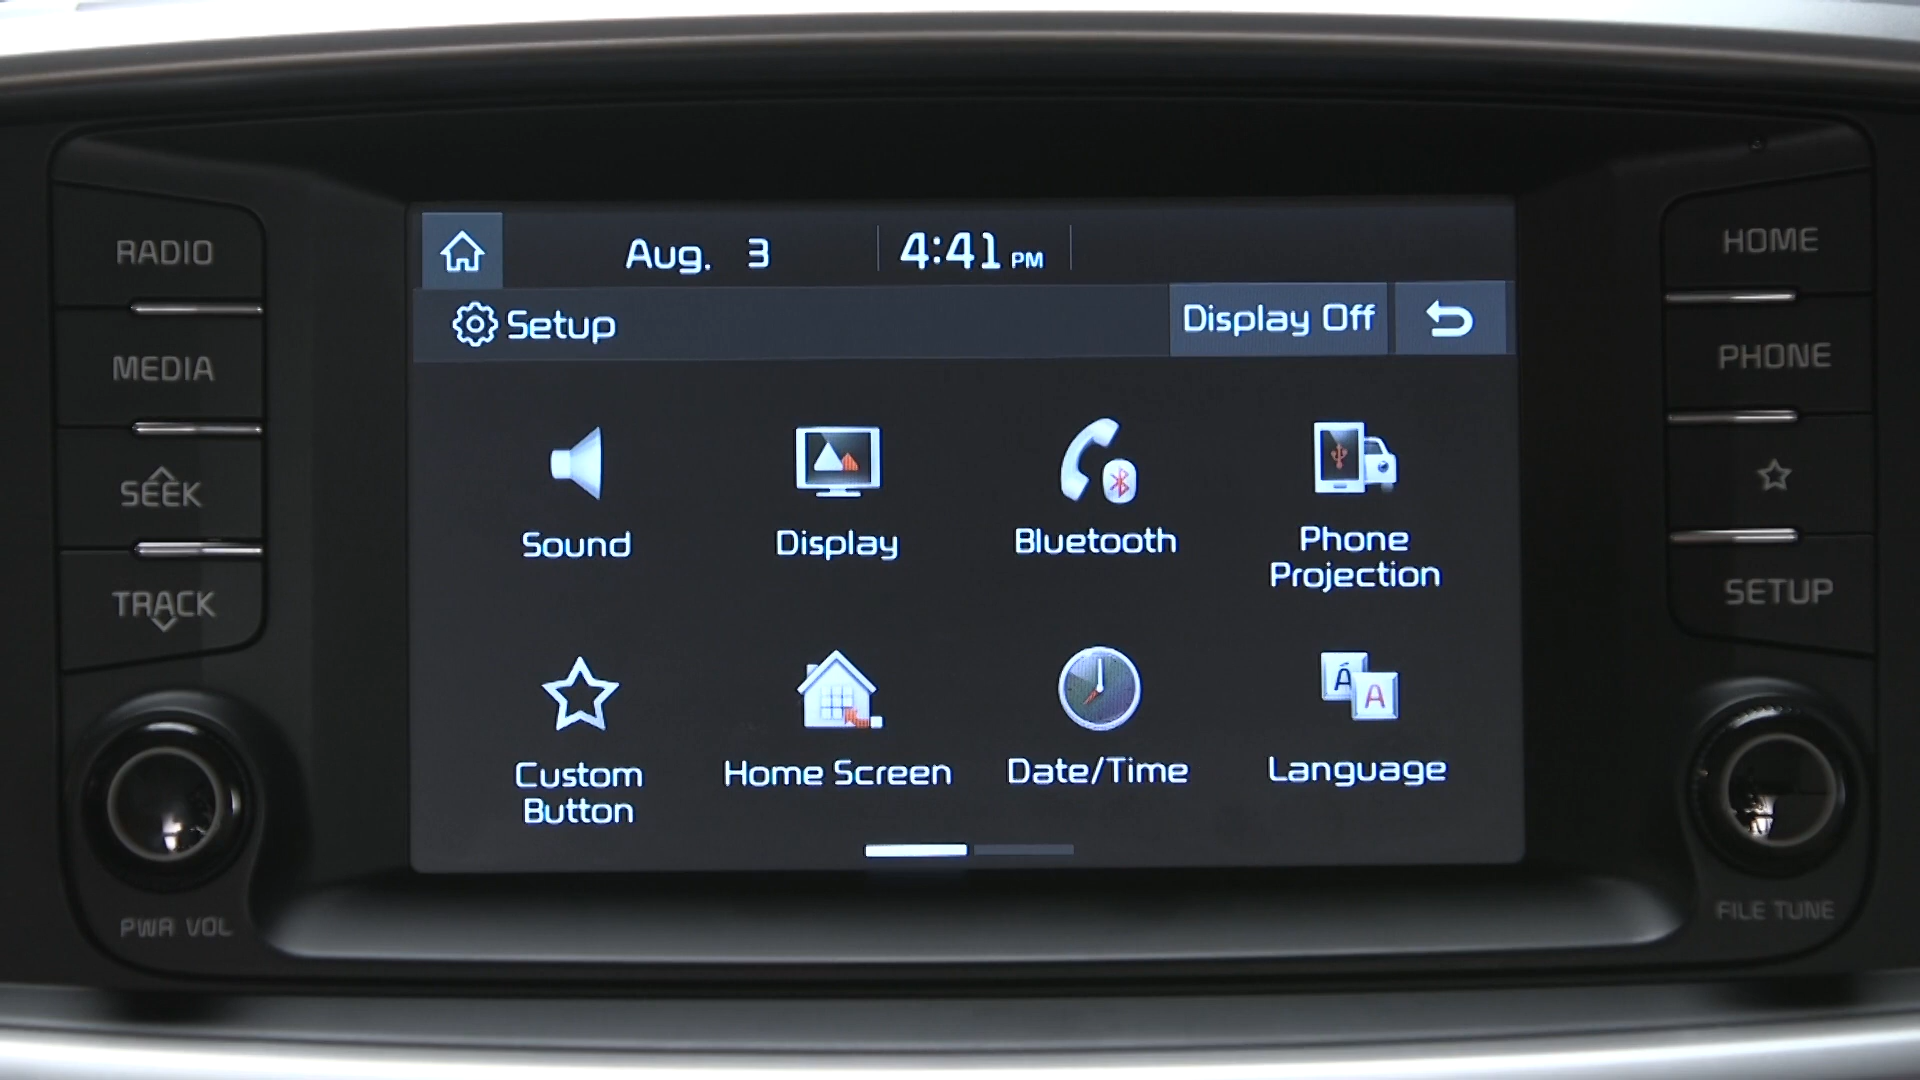 Aug. 3 4:41 PM
Setup Display Off
RADIO
MEDIA
SEEK
TRACK
PWR VOL
Sound Display Bluetooth Phone
Projection
Custom Home Screen Date/Time Language
Button
Á A
HOME
PHONE
SETUP
FILE TUNE